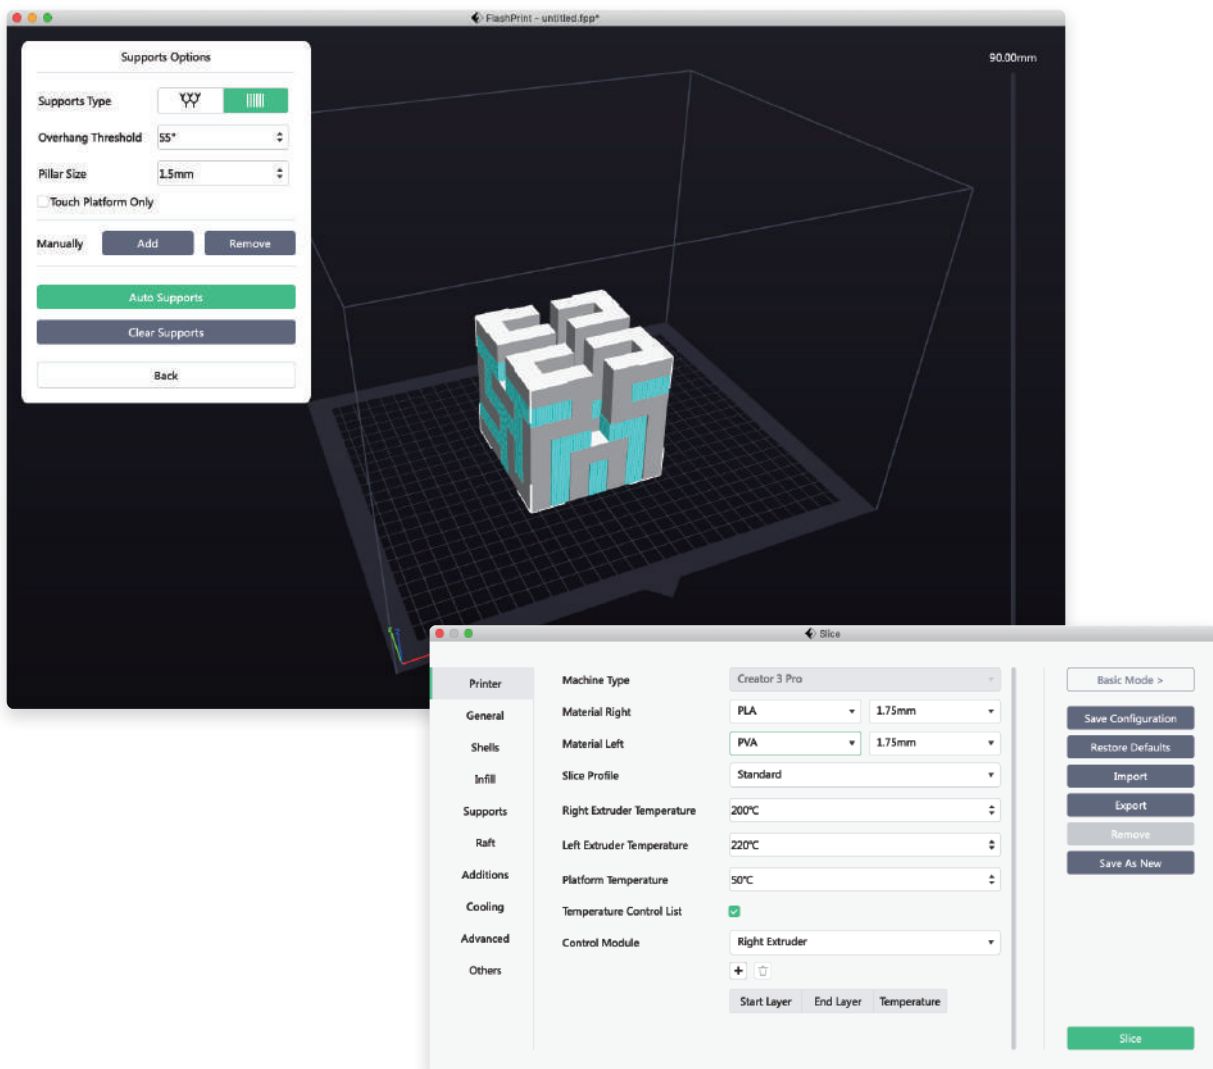 FlashPrint - untitled.fpp*
Supports Options
90.00mm
Supports Type
Overhang Threshold 55°
Pillar Size 1.5mm
Touch Platform Only
Manually Add Remove
Auto Supports
Clear Supports
Back
Slice
Printer
General
Shells
Infill
Supports
Raft
Additions
Cooling
Advanced
Others
Machine Type Creator 3 Pro
Material Right PLA 1.75mm
Material Left PVA 1.75mm
Slice Profile Standard
Right Extruder Temperature 200°C
Left Extruder Temperature 220°C
Platform Temperature 50°C
Temperature Control List
Control Module Right Extruder
Start Layer End Layer Temperature
Basic Mode >
Save Configuration
Restore Defaults
Import
Export
Remove
Save As New
Slice